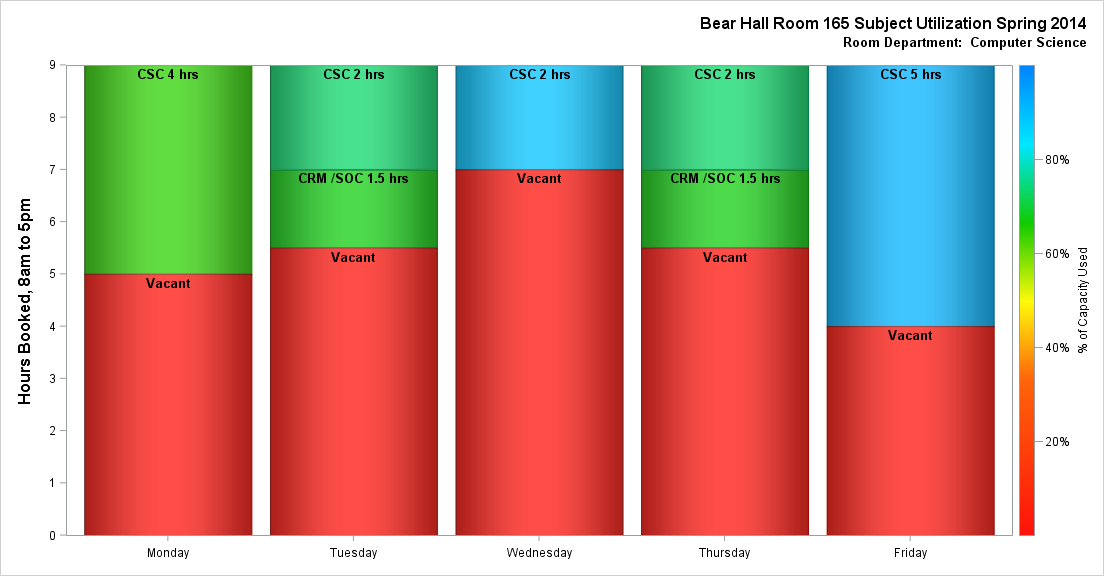 Bear Hall Room 165 Subject Utilization Spring 2014
Room Department:  Computer Science
Hours Booked, 8am to 5pm
9
8
7
6
5
4
3
2
1
0
CSC 4 hrs
Vacant
CSC 2 hrs
CRM /SOC 1.5 hrs
Vacant
CSC 2 hrs
Vacant
CSC 2 hrs
CRM /SOC 1.5 hrs
Vacant
CSC 5 hrs
Vacant
Monday
Tuesday
Wednesday
Thursday
Friday
80%
60%
40%
20%
% of Capacity Used